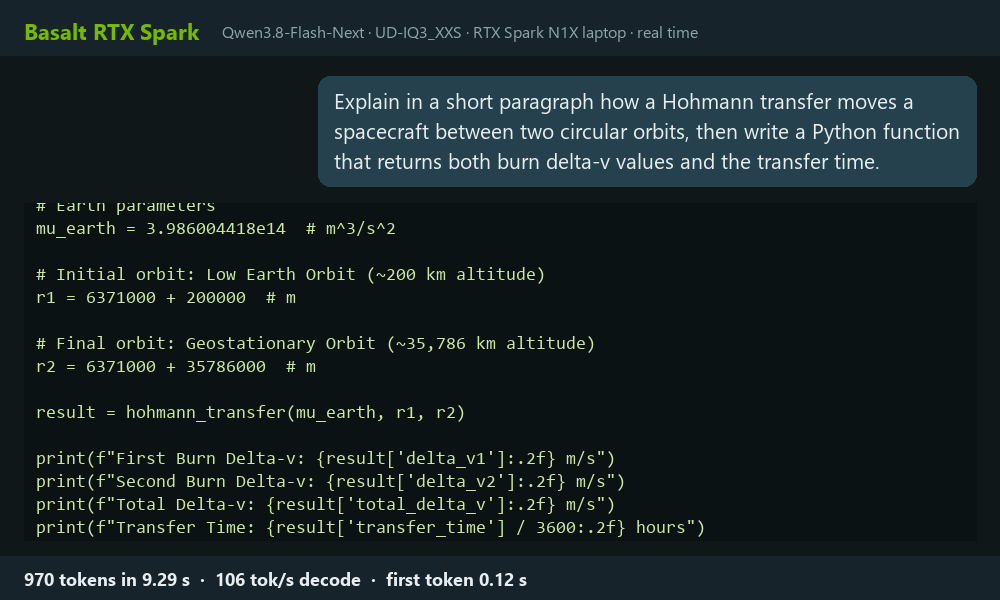 Basalt RTX Spark Qwen3.8-Flash-Next · UD-IQ3_XXS · RTX Spark N1X laptop · real time
Explain in a short paragraph how a Hohmann transfer moves a
spacecraft between two circular orbits, then write a Python function
that returns both burn delta-v values and the transfer time.
# Earth parameters
mu_earth = 3.986004418e14  # m^3/s^2
# Initial orbit: Low Earth Orbit (~200 km altitude)
r1 = 6371000 + 200000  # m
# Final orbit: Geostationary Orbit (~35,786 km altitude)
r2 = 6371000 + 35786000  # m
result = hohmann_transfer(mu_earth, r1, r2)
print(f"First Burn Delta-v: {result['delta_v1']:.2f} m/s")
print(f"Second Burn Delta-v: {result['delta_v2']:.2f} m/s")
print(f"Total Delta-v: {result['total_delta_v']:.2f} m/s")
print(f"Transfer Time: {result['transfer_time'] / 3600:.2f} hours")
970 tokens in 9.29 s · 106 tok/s decode · first token 0.12 s